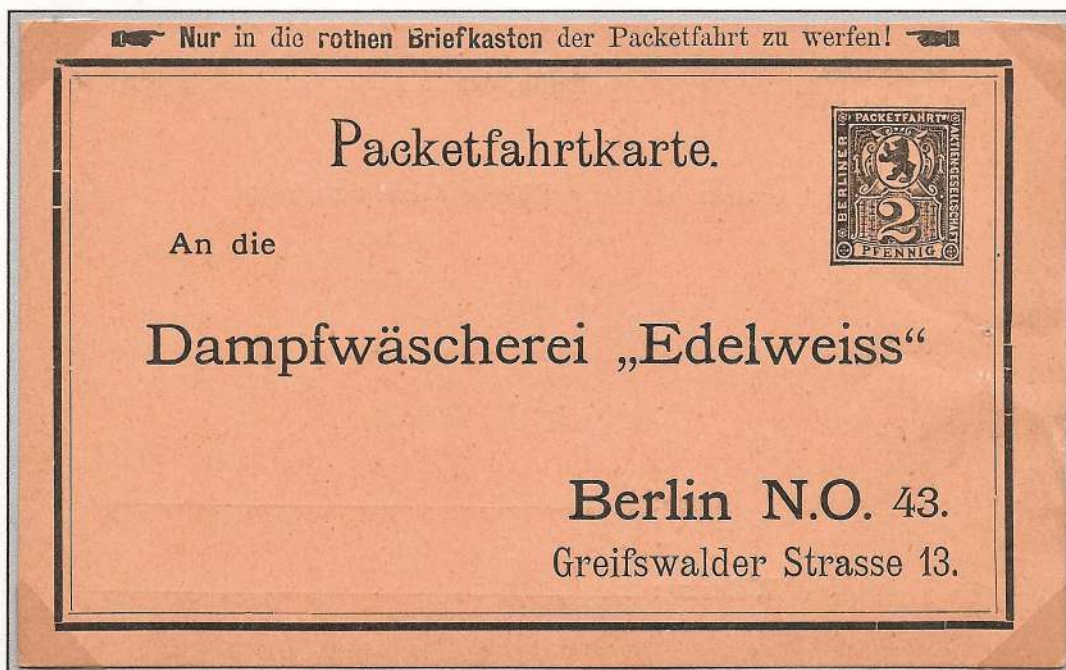 Nur in die rothen Briefkasten der Packetfahrt zu werfen!
Packetfahrtkarte.
BERLINER
PACKETFAHRT
AKTIENGESELLSCHAFT
2
PFENNIG
An die
Dampfwäscherei „Edelweiss“
Berlin N.O. 43.
Greifswalder Strasse 13.